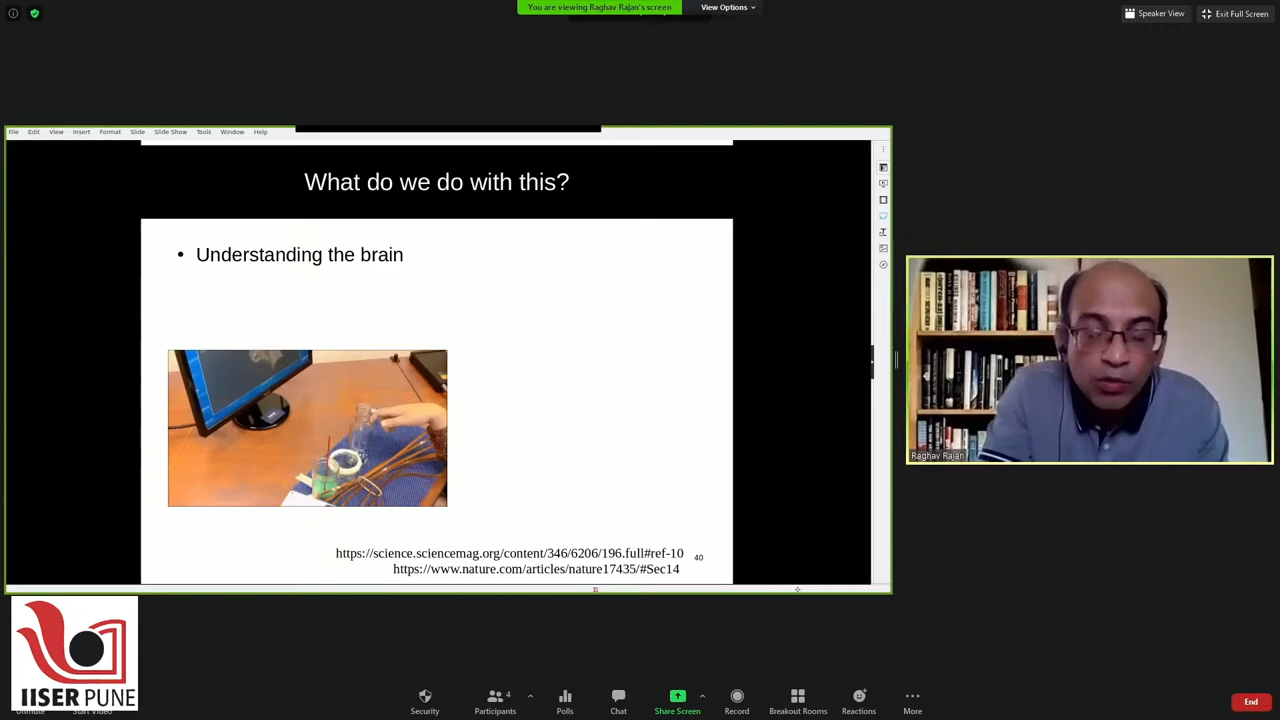 You are viewing Raghav Rajan's screen
View Options
Speaker View
Exit Full Screen
File Edit View Insert Format Slide Slide Show Tools Window Help
What do we do with this?
• Understanding the brain
Raghav Rajan
https://science.sciencemag.org/content/346/6206/196.full#ref-10
40
https://www.nature.com/articles/nature17435/#Sec14
IISER PUNE
Unmute Start Video Security Participants 4 Polls Chat Share Screen Record Breakout Rooms Reactions More End